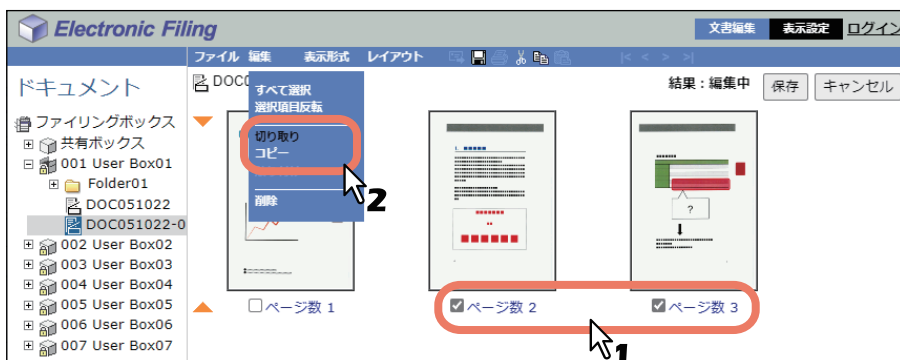 Electronic Filing
文書編集 表示設定 ログイン
ファイル 編集 表示形式 レイアウト
ドキュメント
DOC0
結果：編集中 保存 キャンセル
すべて選択
選択項目反転
切り取り
コピー
削除
2
ファイリングボックス
共有ボックス
001 User Box01
Folder01
DOC051022
DOC051022-0
002 User Box02
003 User Box03
004 User Box04
005 User Box05
006 User Box06
007 User Box07
?
ページ数 1
ページ数 2
ページ数 3
1